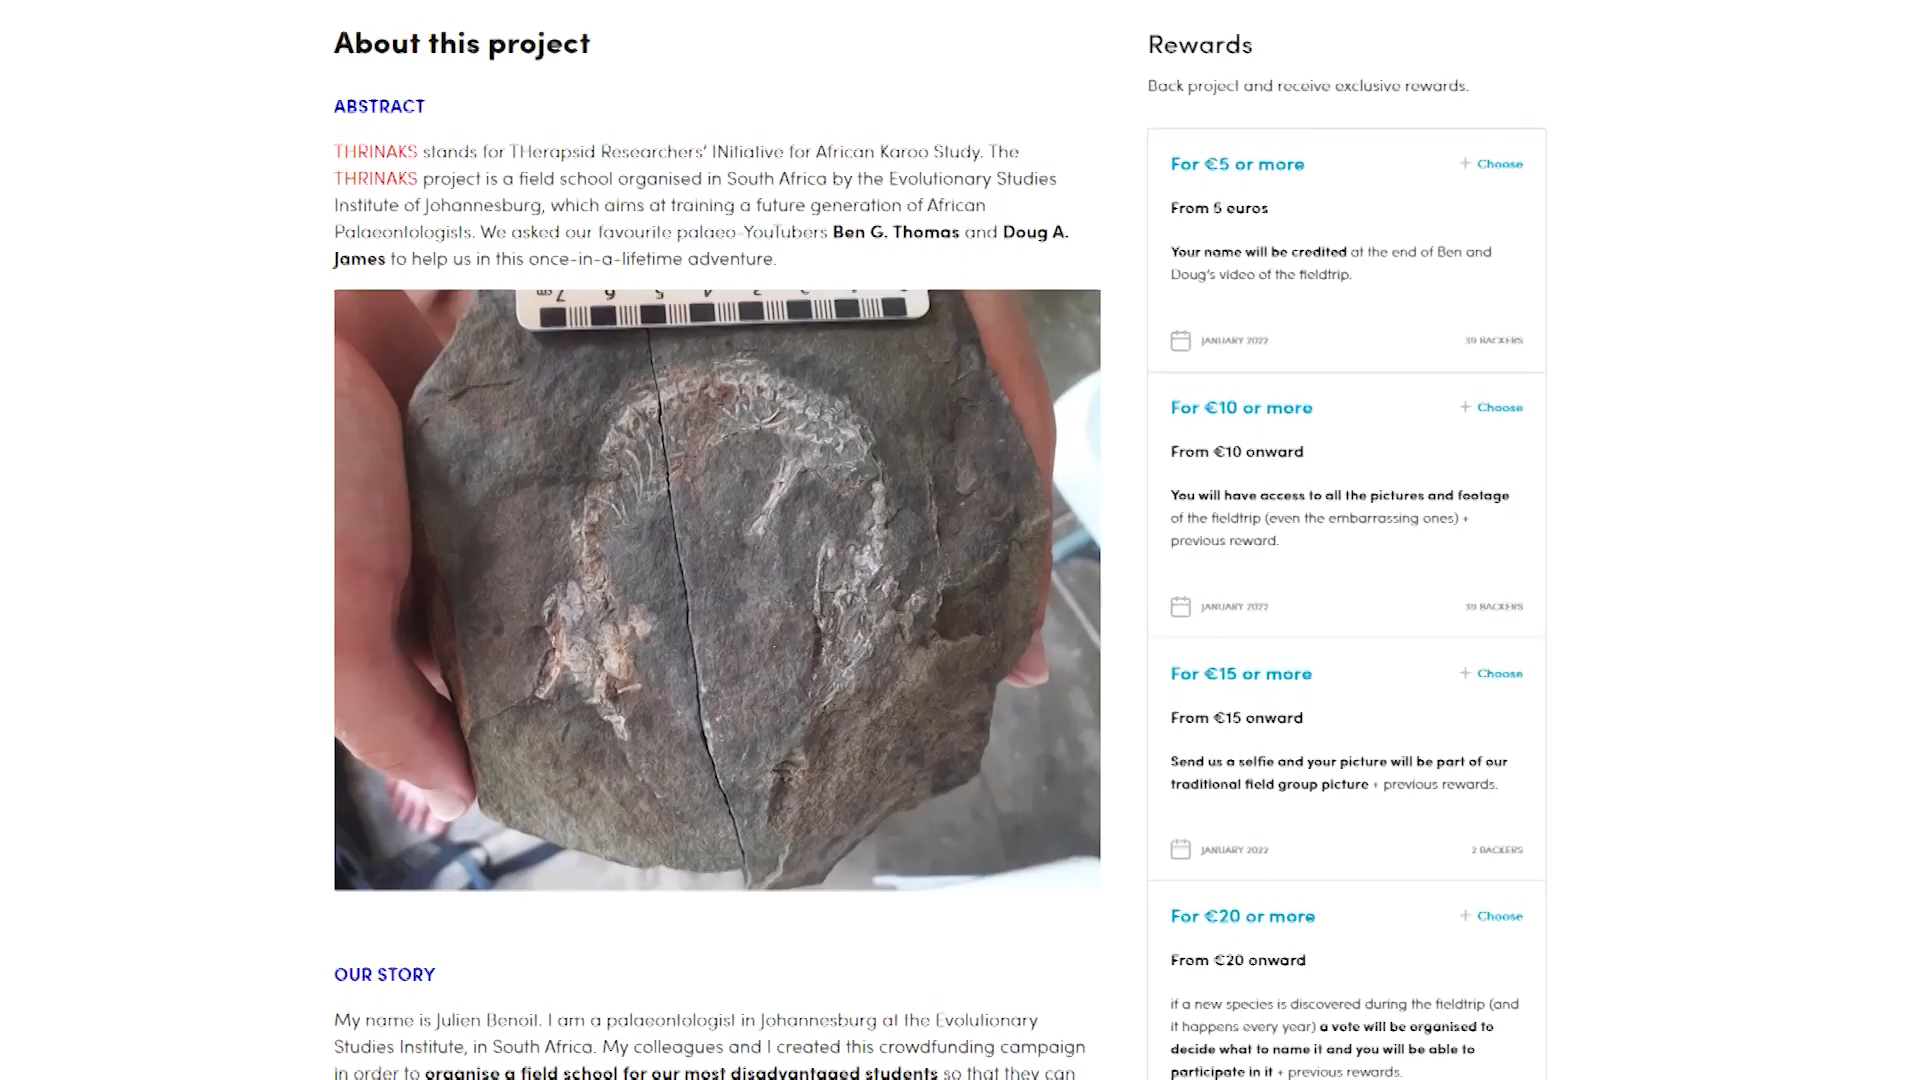 About this project
ABSTRACT
THRINAKS stands for THerapsid Researchers’ INitiative for African Karoo Study. The
THRINAKS project is a field school organised in South Africa by the Evolutionary Studies
Institute of Johannesburg, which aims at training a future generation of African
Palaeontologists. We asked our favourite palaeo-YouTubers Ben G. Thomas and Doug A.
James to help us in this once-in-a-lifetime adventure.
OUR STORY
My name is Julien Benoit. I am a palaeontologist in Johannesburg at the Evolutionary
Studies Institute, in South Africa. My colleagues and I created this crowdfunding campaign
in order to organise a field school for our most disadvantaged students so that they can
Rewards
Back project and receive exclusive rewards.
For €5 or more
+ Choose
From 5 euros
Your name will be credited at the end of Ben and
Doug's video of the fieldtrip.
JANUARY 2022
39 BACKERS
For €10 or more
+ Choose
From €10 onward
You will have access to all the pictures and footage
of the fieldtrip (even the embarrassing ones) +
previous reward.
JANUARY 2022
39 BACKERS
For €15 or more
+ Choose
From €15 onward
Send us a selfie and your picture will be part of our
traditional field group picture + previous rewards.
JANUARY 2022
2 BACKERS
For €20 or more
+ Choose
From €20 onward
if a new species is discovered during the fieldtrip (and
it happens every year) a vote will be organised to
decide what to name it and you will be able to
participate in it + previous rewards.